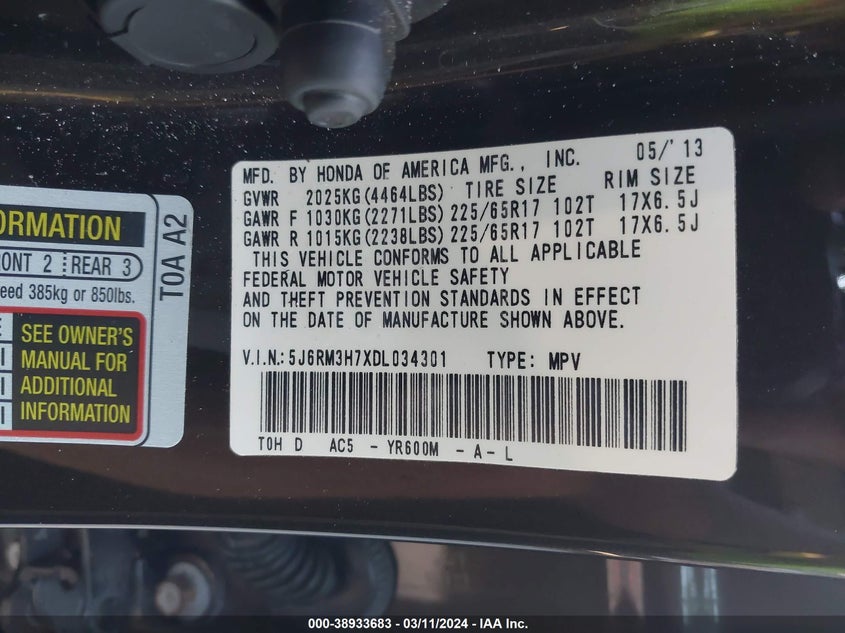 MFD. BY HONDA OF AMERICA MFG., INC. 05/'13
GVWR 2025KG(4464LBS) TIRE SIZE RIM SIZE
GAWR F 1030KG(2271LBS) 225/65R17 102T 17X6.5J
GAWR R 1015KG(2238LBS) 225/65R17 102T 17X6.5J
THIS VEHICLE CONFORMS TO ALL APPLICABLE
FEDERAL MOTOR VEHICLE SAFETY
AND THEFT PREVENTION STANDARDS IN EFFECT
ON THE DATE OF MANUFACTURE SHOWN ABOVE.
V.I.N.: 5J6RM3H7XDL034301 TYPE: MPV
T0H D AC5 - YR600M - A - L
ORMATION
RONT 2 REAR 3
eed 385kg or 850lbs.
SEE OWNER'S
MANUAL FOR
ADDITIONAL
INFORMATION
T0A A2
000-38933683 - 03/11/2024 - IAA Inc.